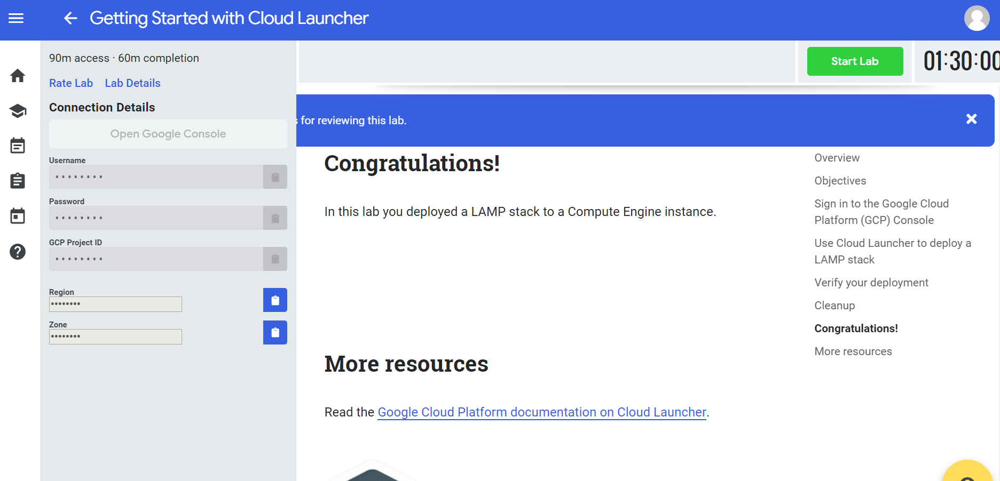 Getting Started with Cloud Launcher
90m access · 60m completion
Rate Lab Lab Details
Connection Details
Open Google Console
Username
••••••••
Password
••••••••
GCP Project ID
••••••••
Region
••••••••
Zone
••••••••
Start Lab
01:30:00
for reviewing this lab.
Congratulations!
In this lab you deployed a LAMP stack to a Compute Engine instance.
More resources
Read the Google Cloud Platform documentation on Cloud Launcher.
Overview
Objectives
Sign in to the Google Cloud
Platform (GCP) Console
Use Cloud Launcher to deploy a
LAMP stack
Verify your deployment
Cleanup
Congratulations!
More resources